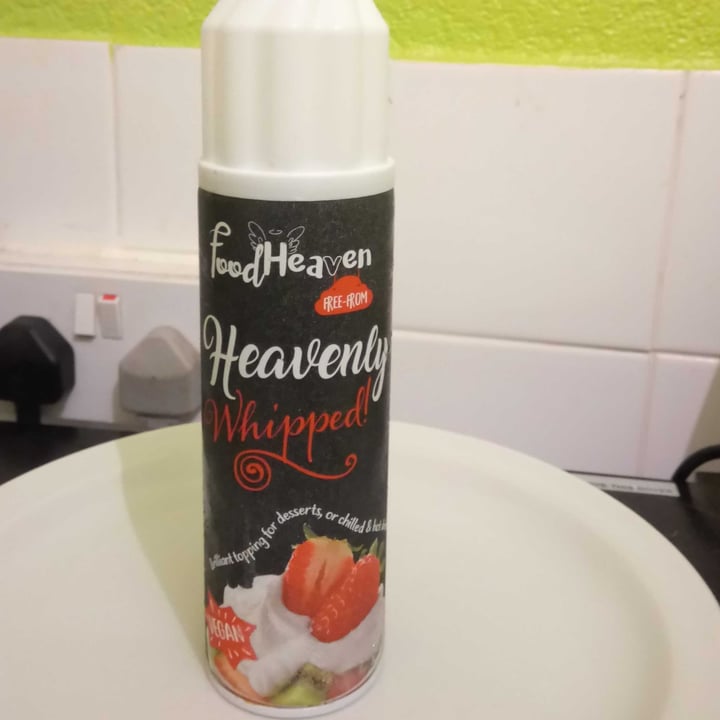 FoodHeaven
FREE-FROM
Heavenly
Whipped!
Brilliant topping for desserts, or chilled & hot
VEGAN